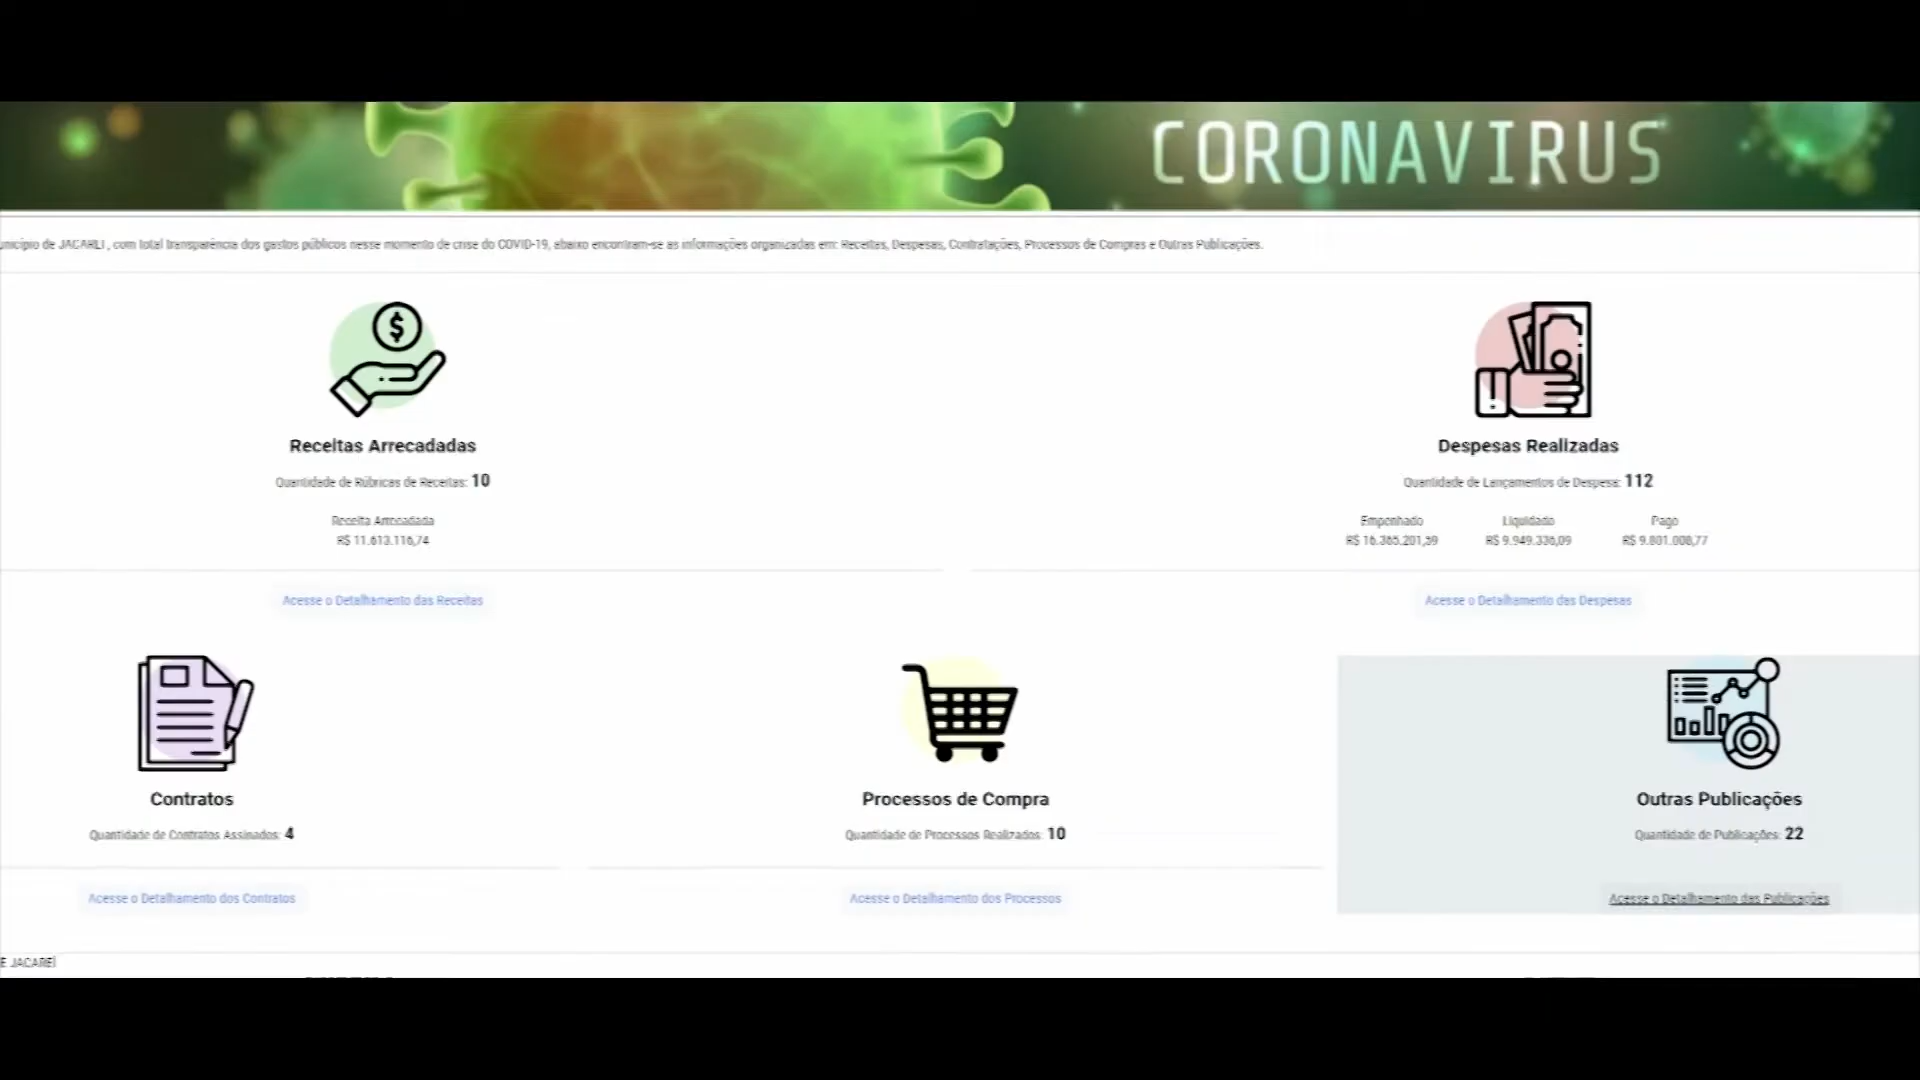 CORONAVIRUS
unicípio de JACAREI , com total transparência dos gastos públicos nesse momento de crise do COVID-19, abaixo encontram-se as informações organizadas em: Receitas, Despesas, Contratações, Processos de Compras e Outras Publicações.
Receitas Arrecadadas
Quantidade de Rúbricas de Receitas: 10
Receita Arrecadada
R$ 11.613.116,74
Acesse o Detalhamento das Receitas
Despesas Realizadas
Quantidade de Lançamentos de Despesa: 112
Empenhado Liquidado Pago
R$ 16.365.201,59 R$ 9.949.336,09 R$ 9.801.008,77
Acesse o Detalhamento das Despesas
Contratos
Quantidade de Contratos Assinados: 4
Acesse o Detalhamento dos Contratos
Processos de Compra
Quantidade de Processos Realizados: 10
Acesse o Detalhamento dos Processos
Outras Publicações
Quantidade de Publicações: 22
Acesse o Detalhamento das Publicações
E JACAREÍ